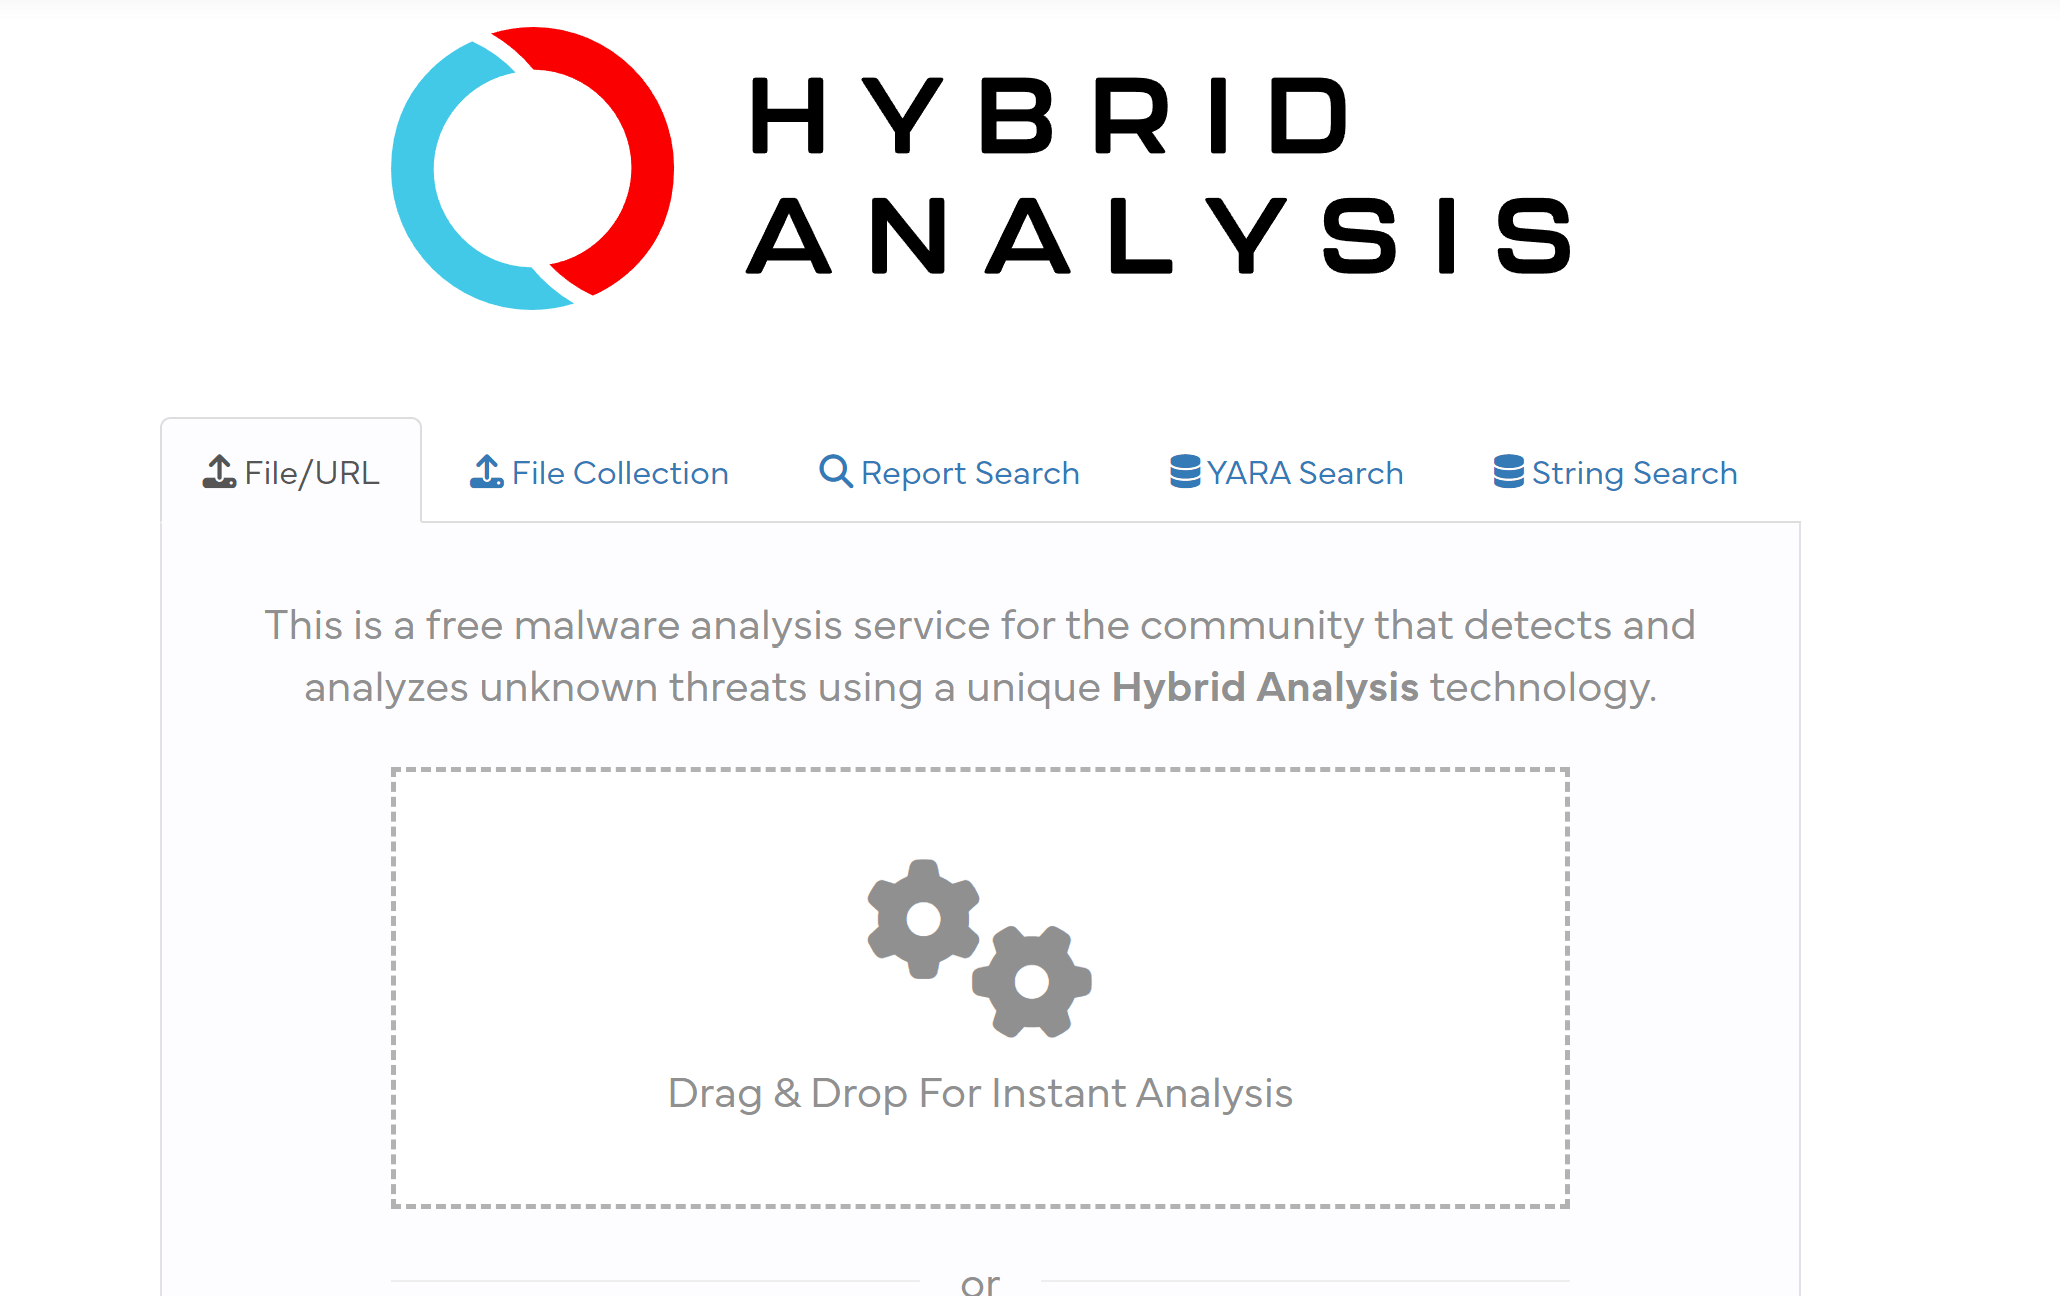 HYBRID
ANALYSIS
File/URL File Collection Report Search YARA Search String Search
This is a free malware analysis service for the community that detects and
analyzes unknown threats using a unique Hybrid Analysis technology.
Drag & Drop For Instant Analysis
or